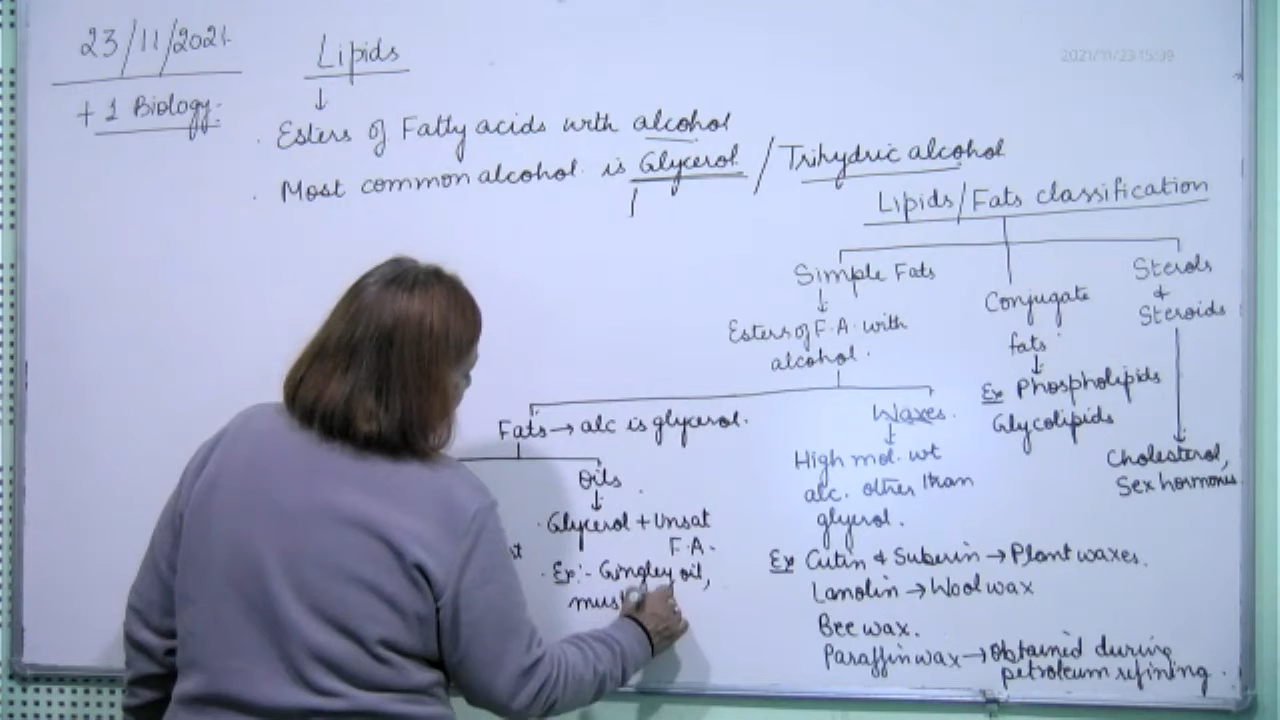 23/11/2021
+1 Biology.
Lipids
2021/11/23 15:39
Esters of Fatty acids with alcohol
Most common alcohol is Glycerol / Trihydric alcohol
Lipids/Fats classification
Simple Fats
Esters of F.A. with
alcohol.
Conjugate
fats
Ex Phospholipids
Glycolipids
Sterols
&
Steroids
Cholesterol,
Sex hormones
Fats → alc is glycerol.
Oils
Glycerol + Unsat
F.A.
Ex:- Gingley oil,
Waxes.
High mol. wt
alc. other than
glyerol.
Ex Cutin & Suberin → Plant waxes.
Lanolin → Wool wax
Bee wax.
Paraffin wax → Obtained during
petroleum refining.